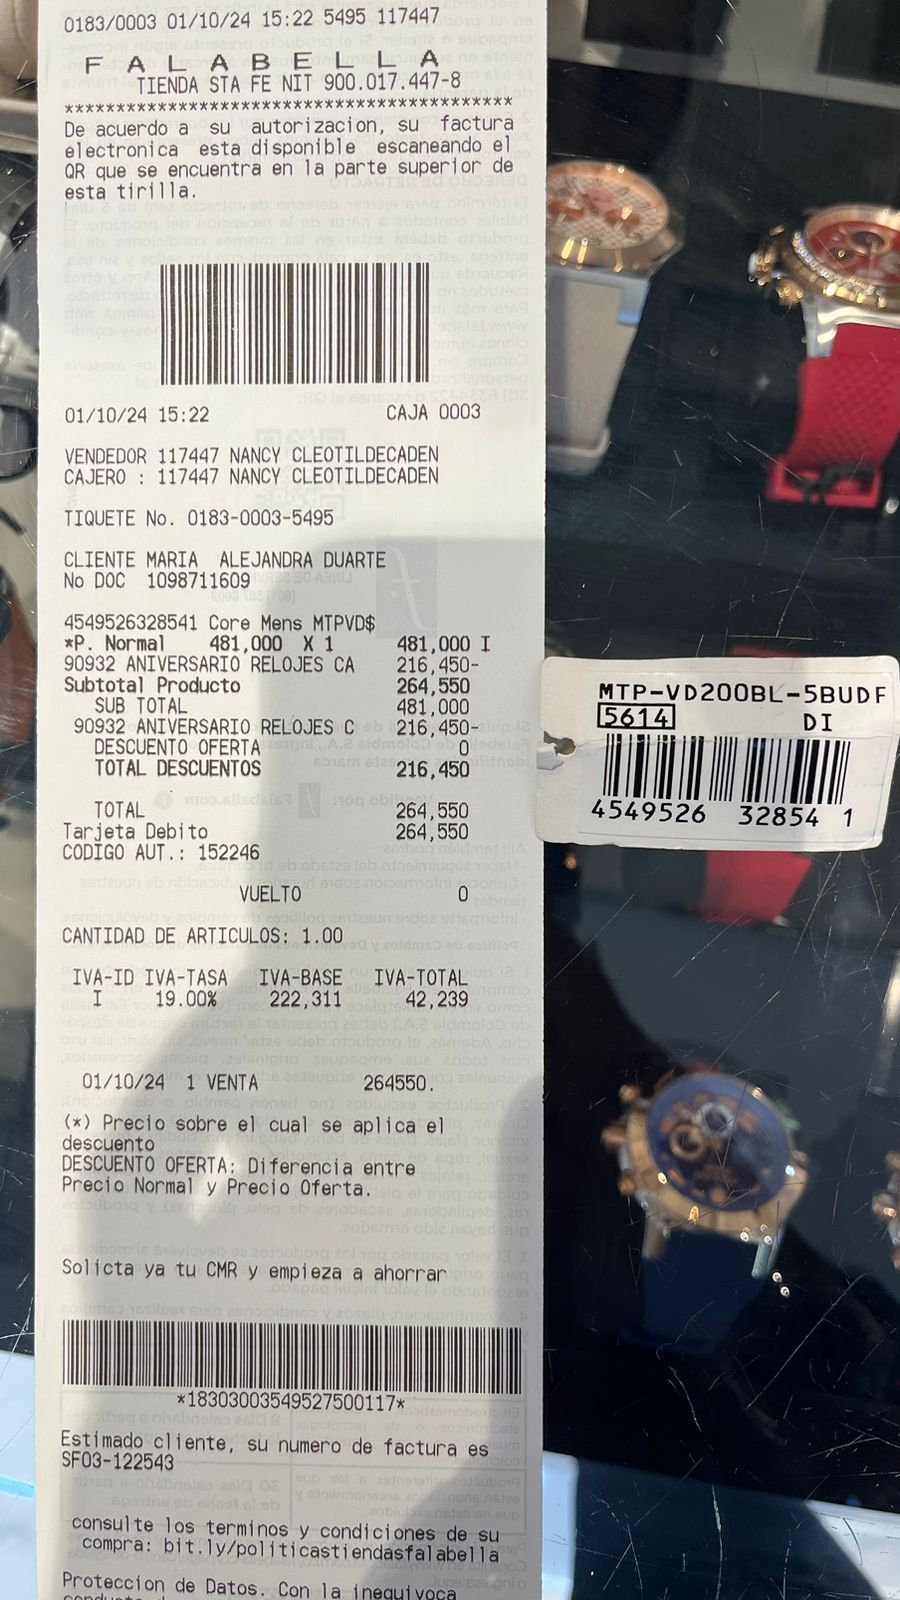 0183/0003 01/10/24 15:22 5495 117447
F A L A B E L L A
TIENDA STA FE NIT 900.017.447-8
*******************************************
De acuerdo a su autorizacion, su factura
electronica esta disponible escaneando el
QR que se encuentra en la parte superior de
esta tirilla.
01/10/24 15:22 CAJA 0003
VENDEDOR 117447 NANCY CLEOTILDECADEN
CAJERO : 117447 NANCY CLEOTILDECADEN
TIQUETE No. 0183-0003-5495
CLIENTE MARIA ALEJANDRA DUARTE
No DOC 1098711609
4549526328541 Core Mens MTPVD$
*P. Normal 481,000 X 1 481,000 I
90932 ANIVERSARIO RELOJES CA 216,450-
Subtotal Producto 264,550
SUB TOTAL 481,000
90932 ANIVERSARIO RELOJES C 216,450-
DESCUENTO OFERTA 0
TOTAL DESCUENTOS 216,450
TOTAL 264,550
Tarjeta Debito 264,550
CODIGO AUT.: 152246
VUELTO 0
CANTIDAD DE ARTICULOS: 1.00
IVA-ID IVA-TASA IVA-BASE IVA-TOTAL
I 19.00% 222,311 42,239
01/10/24 1 VENTA 264550.
(*) Precio sobre el cual se aplica el
descuento
DESCUENTO OFERTA: Diferencia entre
Precio Normal y Precio Oferta.
Solicta ya tu CMR y empieza a ahorrar
*18303003549527500117*
Estimado cliente, su numero de factura es
SF03-122543
consulte los terminos y condiciones de su
compra: bit.ly/politicastiendasfalabella
Proteccion de Datos. Con la inequivoca
MTP-VD200BL-5BUDF
5614 DI
4549526 32854 1